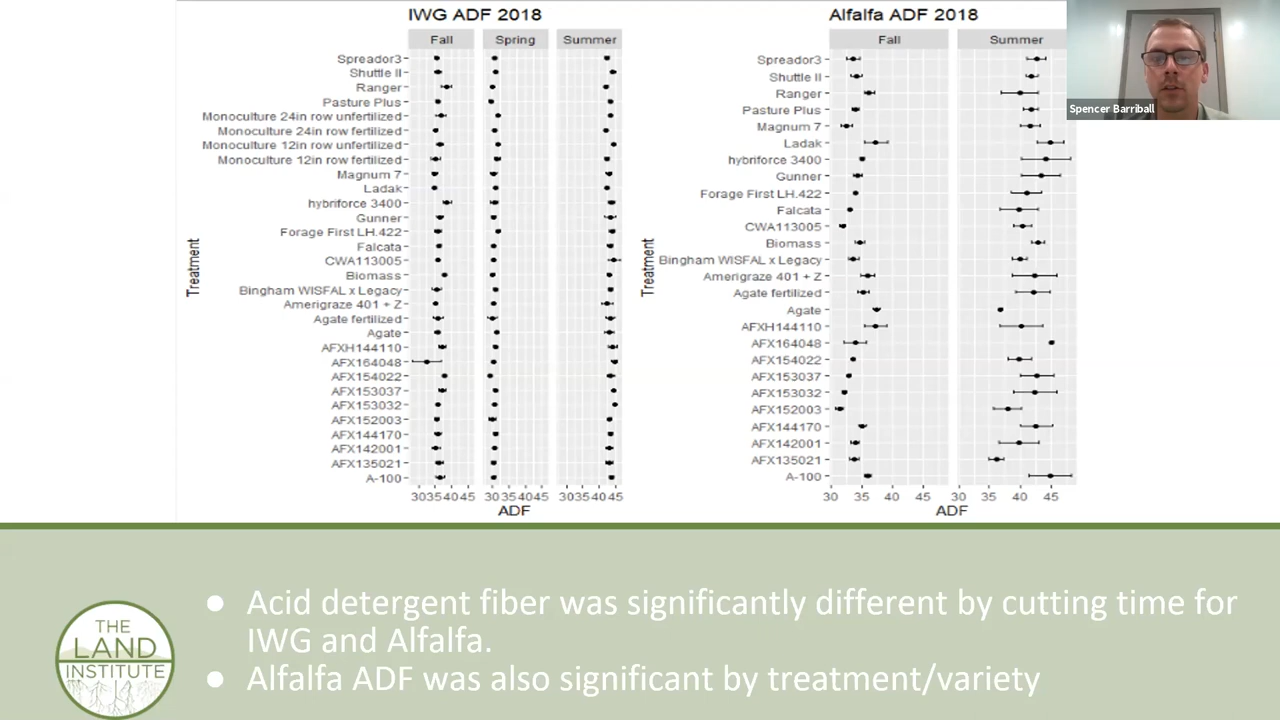 IWG ADF 2018
Fall
Spring
Summer
Treatment
Spreador3
Shuttle II
Ranger
Pasture Plus
Monoculture 24in row unfertilized
Monoculture 24in row fertilized
Monoculture 12in row unfertilized
Monoculture 12in row fertilized
Magnum 7
Ladak
hybriforce 3400
Gunner
Forage First LH.422
Falcata
CWA113005
Biomass
Bingham WISFAL x Legacy
Amerigraze 401 + Z
Agate fertilized
Agate
AFXH144110
AFX164048
AFX154022
AFX153037
AFX153032
AFX152003
AFX144170
AFX142001
AFX135021
A-100
30 35 40 45 30 35 40 45 30 35 40 45
ADF
Alfalfa ADF 2018
Fall
Summer
Treatment
Spreador3
Shuttle II
Ranger
Pasture Plus
Magnum 7
Ladak
hybriforce 3400
Gunner
Forage First LH.422
Falcata
CWA113005
Biomass
Bingham WISFAL x Legacy
Amerigraze 401 + Z
Agate fertilized
Agate
AFXH144110
AFX164048
AFX154022
AFX153037
AFX153032
AFX152003
AFX144170
AFX142001
AFX135021
A-100
30 35 40 45 30 35 40 45
ADF
Spencer Barriball
● Acid detergent fiber was significantly different by cutting time for
IWG and Alfalfa.
● Alfalfa ADF was also significant by treatment/variety
THE
LAND
INSTITUTE